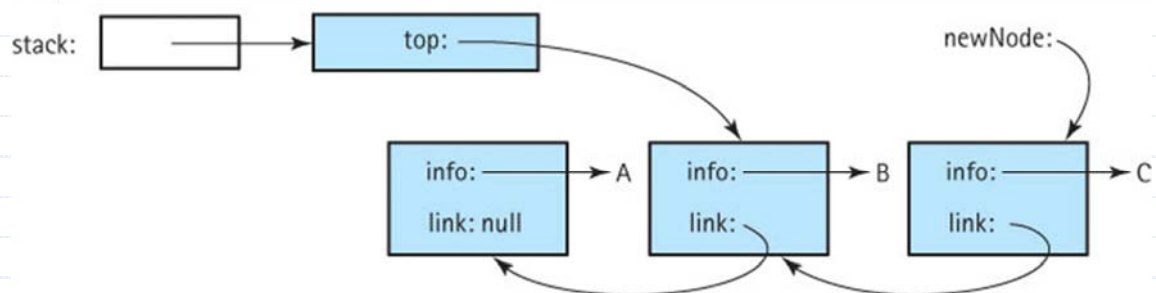 stack:
top:
newNode:
info: A
info: B
info: C
link: null
link:
link: